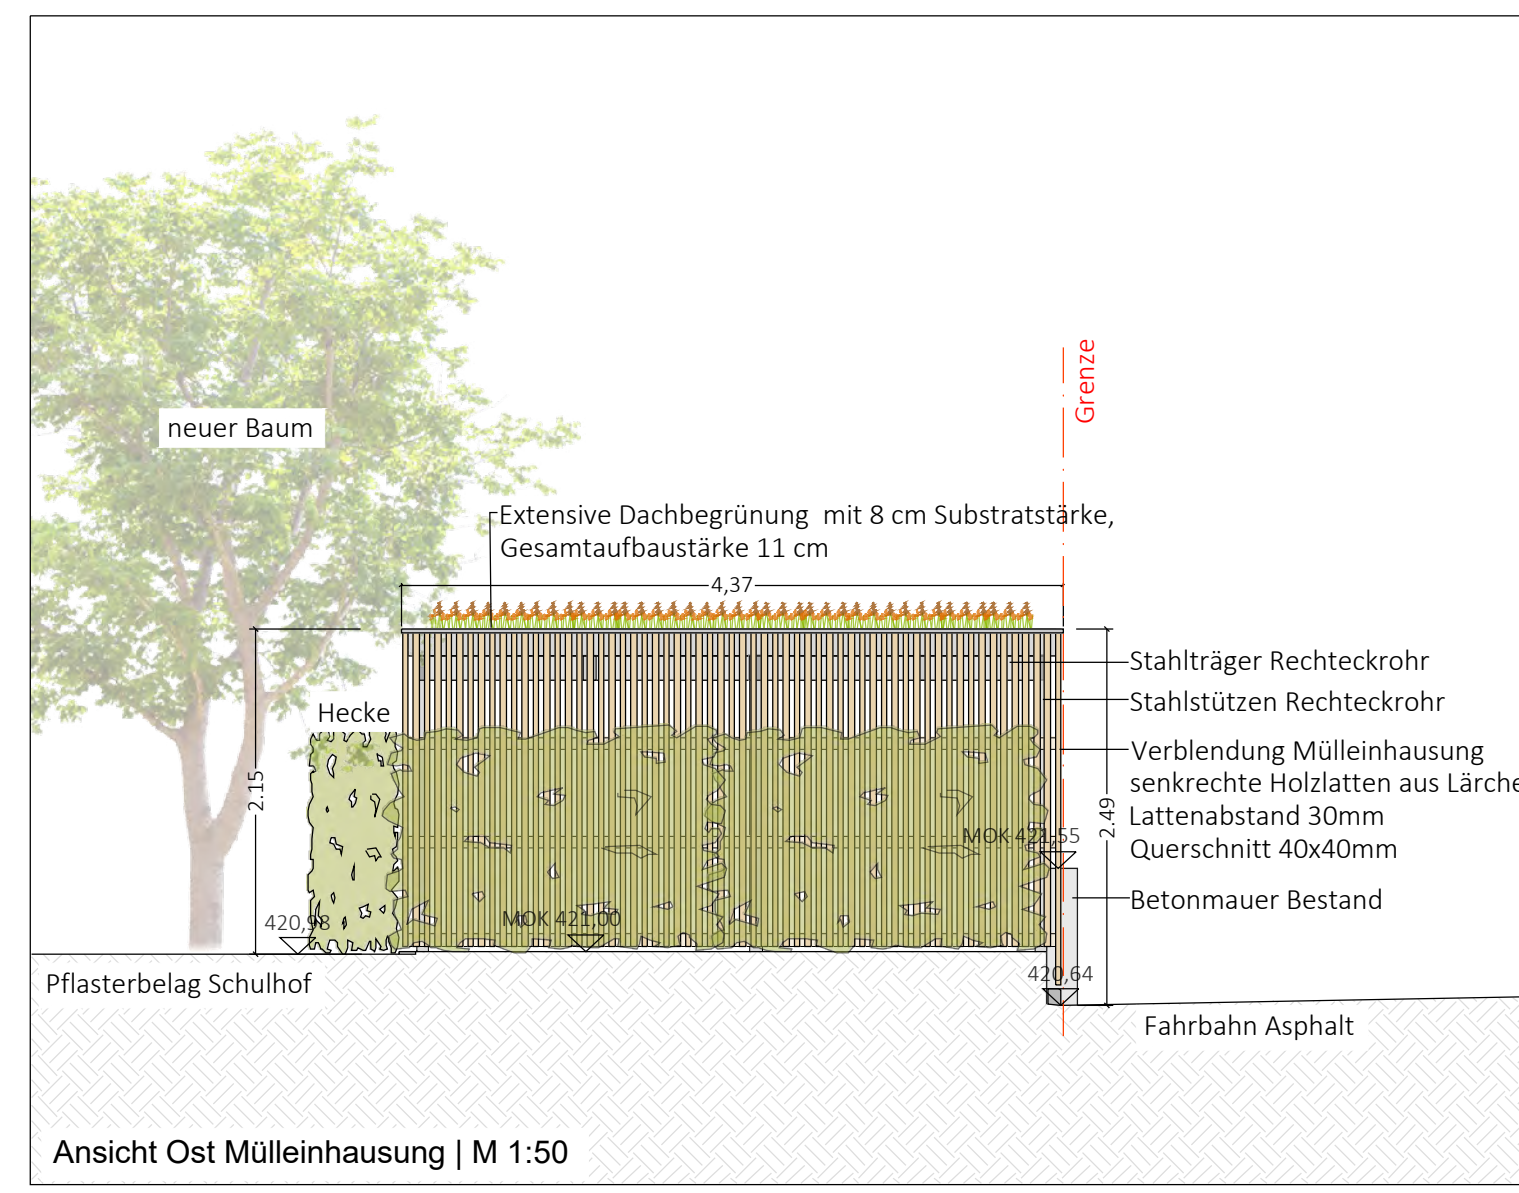 Grenze
neuer Baum
Extensive Dachbegrünung mit 8 cm Substratstärke,
Gesamtaufbaustärke 11 cm
4,37
Stahlträger Rechteckrohr
Stahlstützen Rechteckrohr
Hecke
Verblendung Mülleinhausung
senkrechte Holzlatten aus Lärche
Lattenabstand 30mm
Querschnitt 40x40mm
2.15
2.49
MOK 421,55
Betonmauer Bestand
420,98
MOK 421,00
420,64
Pflasterbelag Schulhof
Fahrbahn Asphalt
Ansicht Ost Mülleinhausung | M 1:50